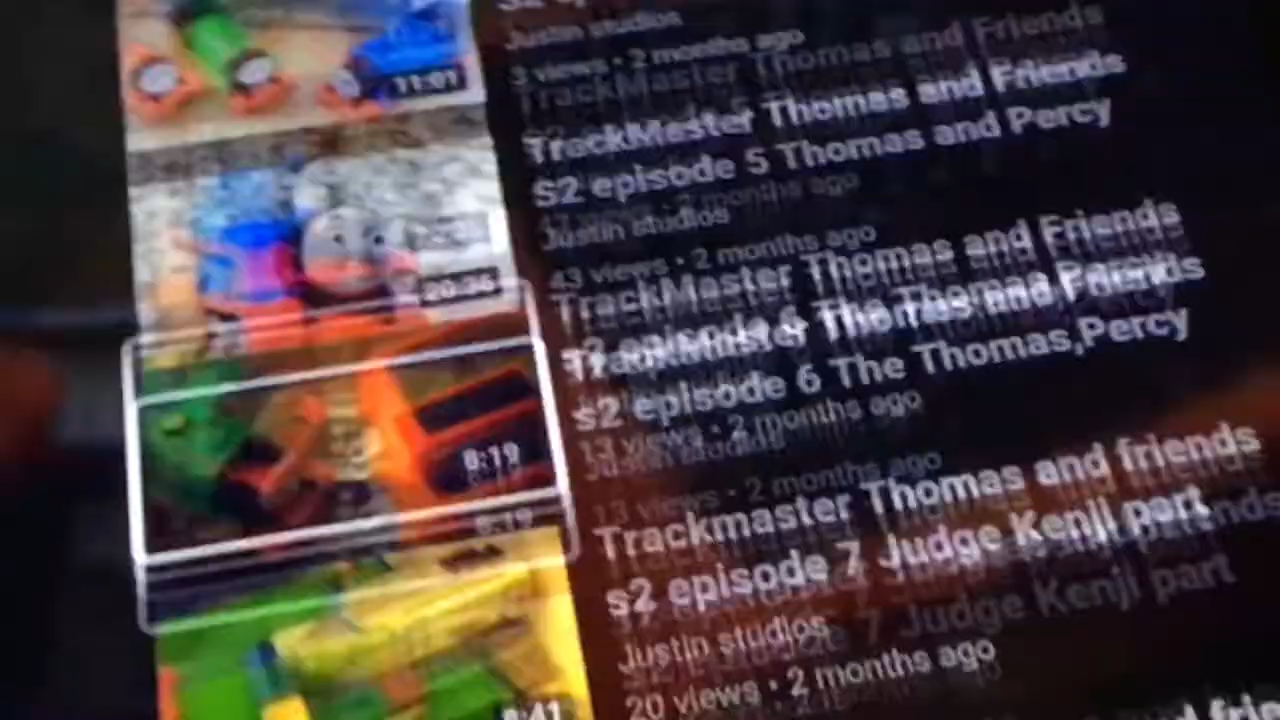 Justin studios
3 views • 2 months ago
11:01
TrackMaster Thomas and Friends
S2 episode 5 Thomas and Percy
Justin studios
43 views • 2 months ago
20:36
TrackMaster Thomas and Friends
s2 episode 6 The Thomas,Percy
13 views • 2 months ago
8:19
Trackmaster Thomas and friends
s2 episode 7 Judge Kenji part
Justin studios
20 views • 2 months ago
8:41